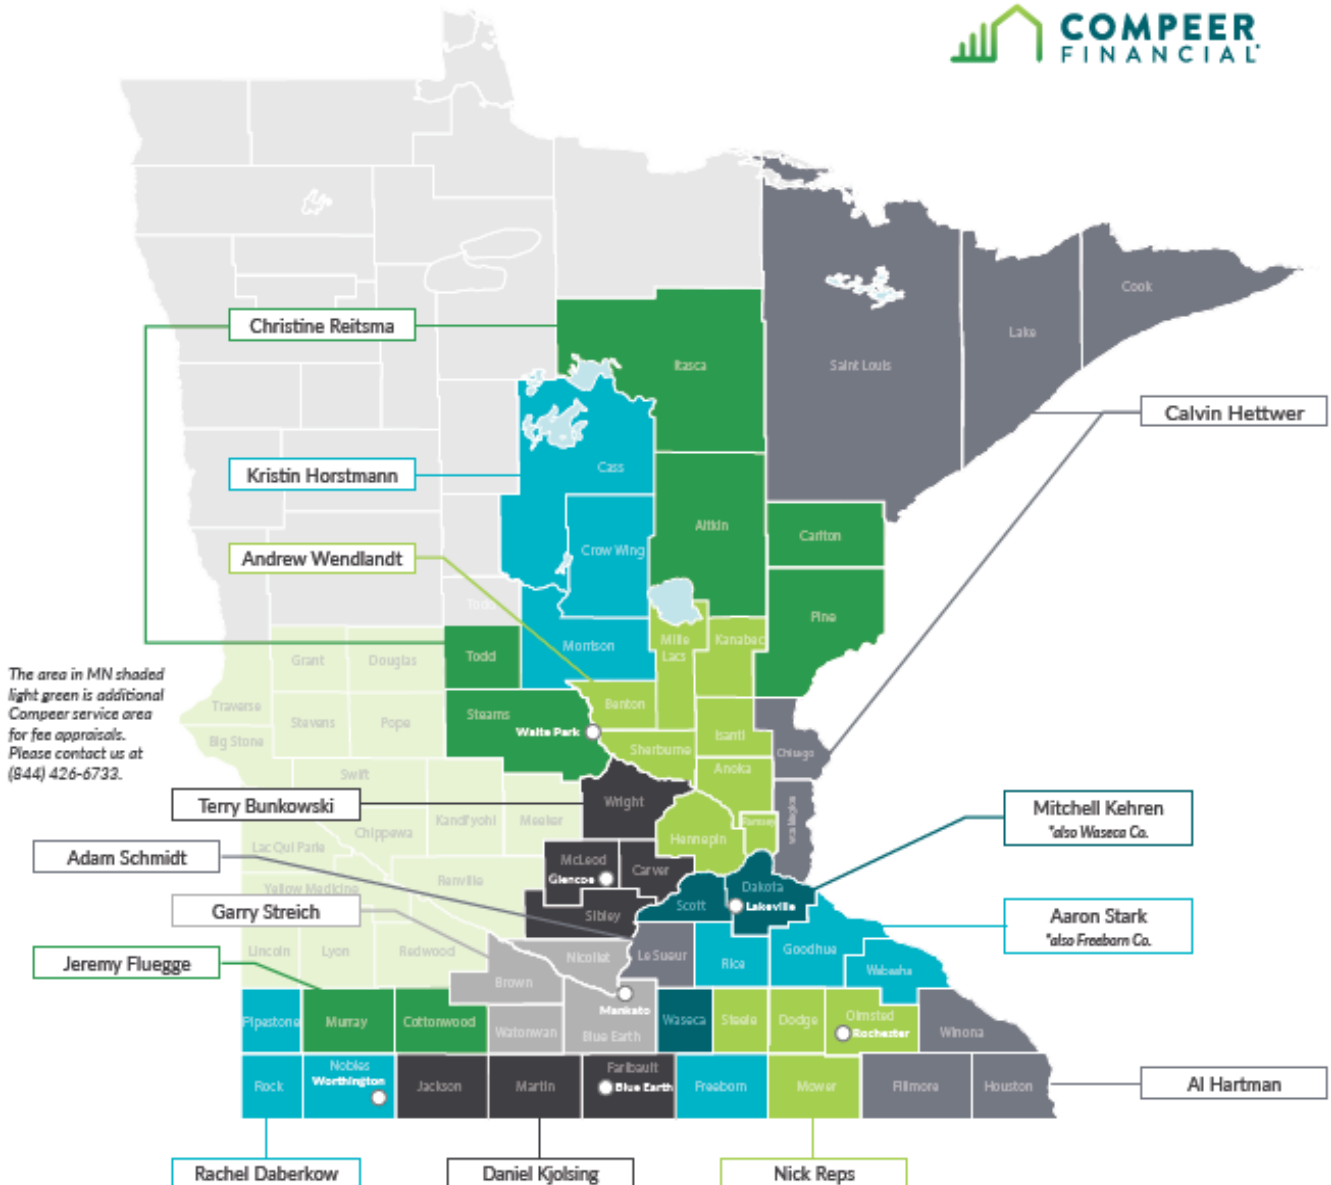 COMPEER
FINANCIAL
Cook
Lake
Itasca
Saint Louis
Christine Reitsma
Calvin Hettwer
Cass
Kristin Horstmann
Aitkin
Carlton
Crow Wing
Andrew Wendlandt
Todd
Pine
Mille
Lacs
Kanabec
Morrison
Todd
Grant
Douglas
The area in MN shaded
light green is additional
Compeer service area
for fee appraisals.
Please contact us at
(844) 426-6733.
Traverse
Benton
Stearns
Stevens
Pope
Waite Park
Isanti
Big Stone
Sherburne
Chisago
Anoka
Swift
Terry Bunkowski
Wright
Mitchell Kehren
*also Waseca Co.
Washington
Kandiyohi
Meeker
Ramsey
Chippewa
Hennepin
Lac Qui Parle
Adam Schmidt
McLeod
Glencoe
Carver
Renville
Dakota
Lakeville
Yellow Medicine
Scott
Garry Streich
Sibley
Aaron Stark
*also Freeborn Co.
Lincoln
Lyon
Redwood
Nicollet
Le Sueur
Rice
Goodhue
Wabasha
Jeremy Fluegge
Brown
Mankato
Pipestone
Murray
Cottonwood
Watonwan
Blue Earth
Waseca
Steele
Dodge
Olmsted
Rochester
Winona
Rock
Nobles
Worthington
Jackson
Martin
Faribault
Blue Earth
Freeborn
Mower
Fillmore
Houston
Al Hartman
Rachel Daberkow
Daniel Kjolsing
Nick Reps